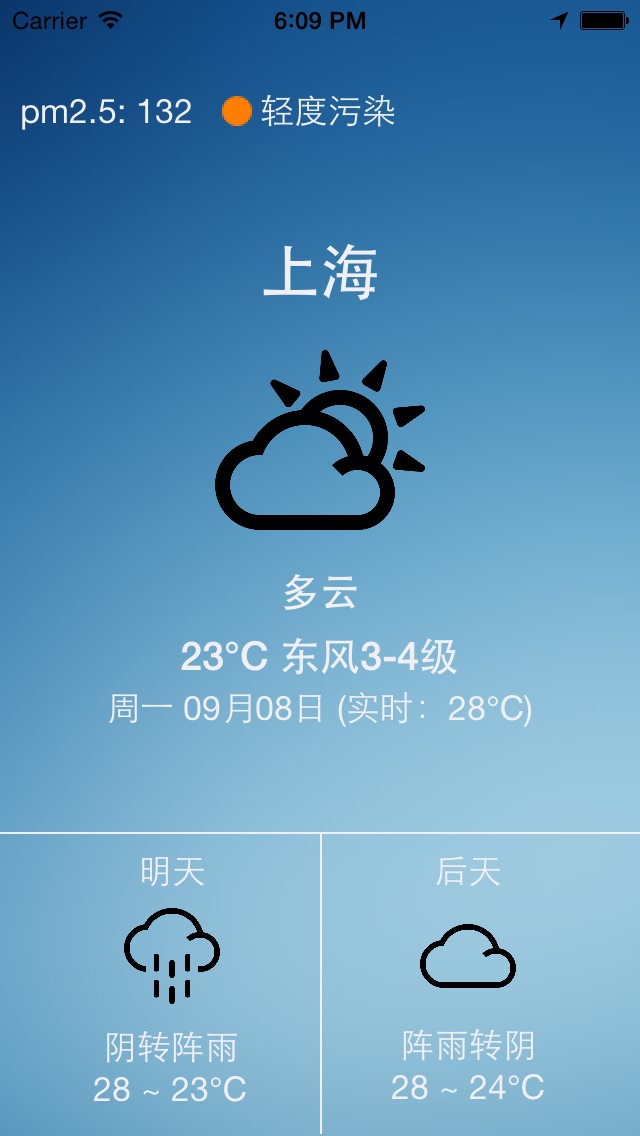 Carrier 6:09 PM
pm2.5: 132 轻度污染
上海
多云
23°C 东风3-4级
周一 09月08日 (实时：28°C)
明天
阴转阵雨
28 ~ 23°C
后天
阵雨转阴
28 ~ 24°C